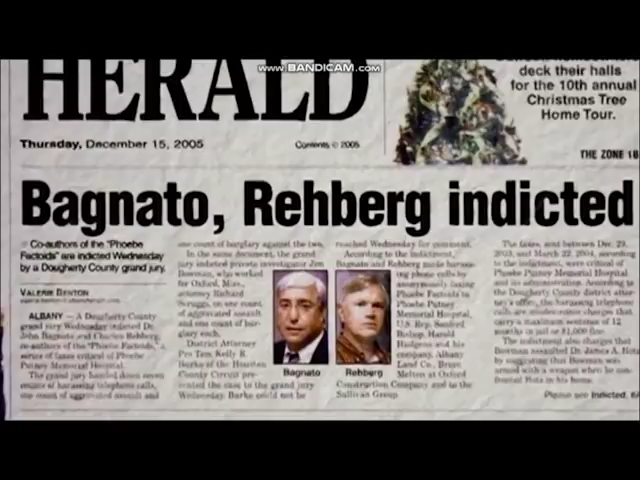 www.BANDICAM.com
HERALD
Thursday, December 15, 2005
Contents © 2005
deck their halls
for the 10th annual
Christmas Tree
Home Tour.
THE ZONE 1B
Bagnato, Rehberg indicted
Co-authors of the "Phoebe
Factoids" are indicted Wednesday
by a Dougherty County grand jury.
VALERIE BENTON
ALBANY — A Dougherty County
grand jury Wednesday indicted Dr.
John Bagnato and Charles Rehberg,
co-authors of the "Phoebe Factoids," a
series of faxes critical of Phoebe
Putney Memorial Hospital.
The grand jury handed down seven
counts of harassing telephone calls,
one count of aggravated assault and
one count of burglary against the two.
In the same document, the grand
jury indicted private investigator Jim
Bowman, who worked
for Oxford, Miss.,
attorney Richard
Scruggs, on one count
of aggravated assault
and one count of bur-
glary each.
District Attorney
Pro Tem Kelly R.
Burke of the Houston
County Circuit pre-
sented the case to the grand jury
Wednesday. Burke could not be
Bagnato
Rehberg
reached Wednesday for comment.
According to the indictment,
Bagnato and Rehberg made harass-
ing phone calls by
anonymously faxing
Phoebe Factoids to
Phoebe Putney
Memorial Hospital,
U.S. Rep. Sanford
Bishop, Harald
Hudgens and his
company, Albany
Land Co., Bruce
Melton at Oxford
Construction Company and to the
Sullivan Group.
The faxes, sent between Dec. 29,
2003, and March 22, 2004, according
to the indictment, were critical of
Phoebe Putney Memorial Hospital
and its administration. According to
the Dougherty County district attor-
ney's office, the harassing telephone
calls are misdemeanor charges that
carry a maximum sentence of 12
months in jail or $1,000 fine.
The indictment also charges that
Bowman assaulted Dr. James A. Hotz
by suggesting that Bowman was
armed with a weapon when he con-
fronted Hotz in his home.
Please see Indicted, 6A